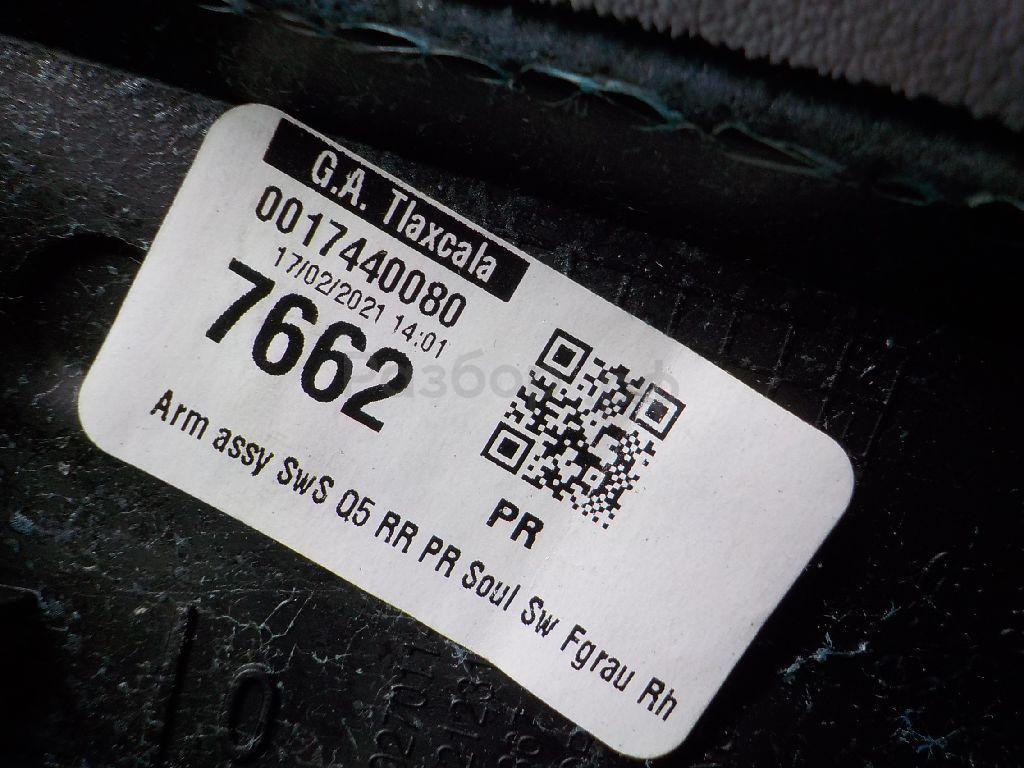 G.A. Tlaxcala
0017440080
17/02/2021 14:01
7662
PR
Arm assy SwS Q5 RR PR Soul Sw Fgrau Rh